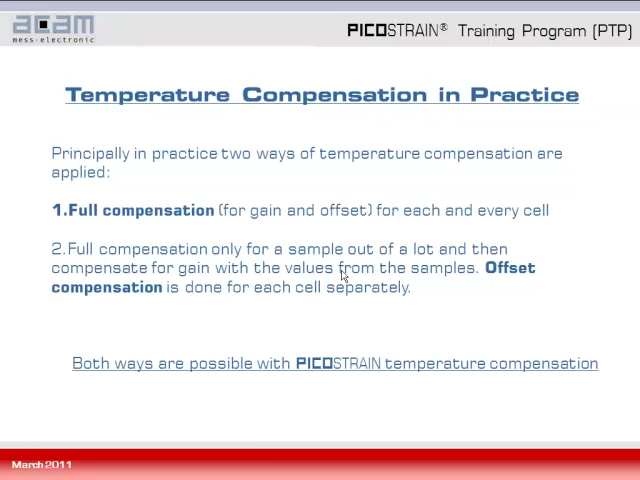 acam
mess-electronic
PICOSTRAIN® Training Program (PTP)
Temperature Compensation in Practice
Principally in practice two ways of temperature compensation are
applied:
1.Full compensation (for gain and offset) for each and every cell
2.Full compensation only for a sample out of a lot and then
compensate for gain with the values from the samples. Offset
compensation is done for each cell separately.
Both ways are possible with PICOSTRAIN temperature compensation
March 2011